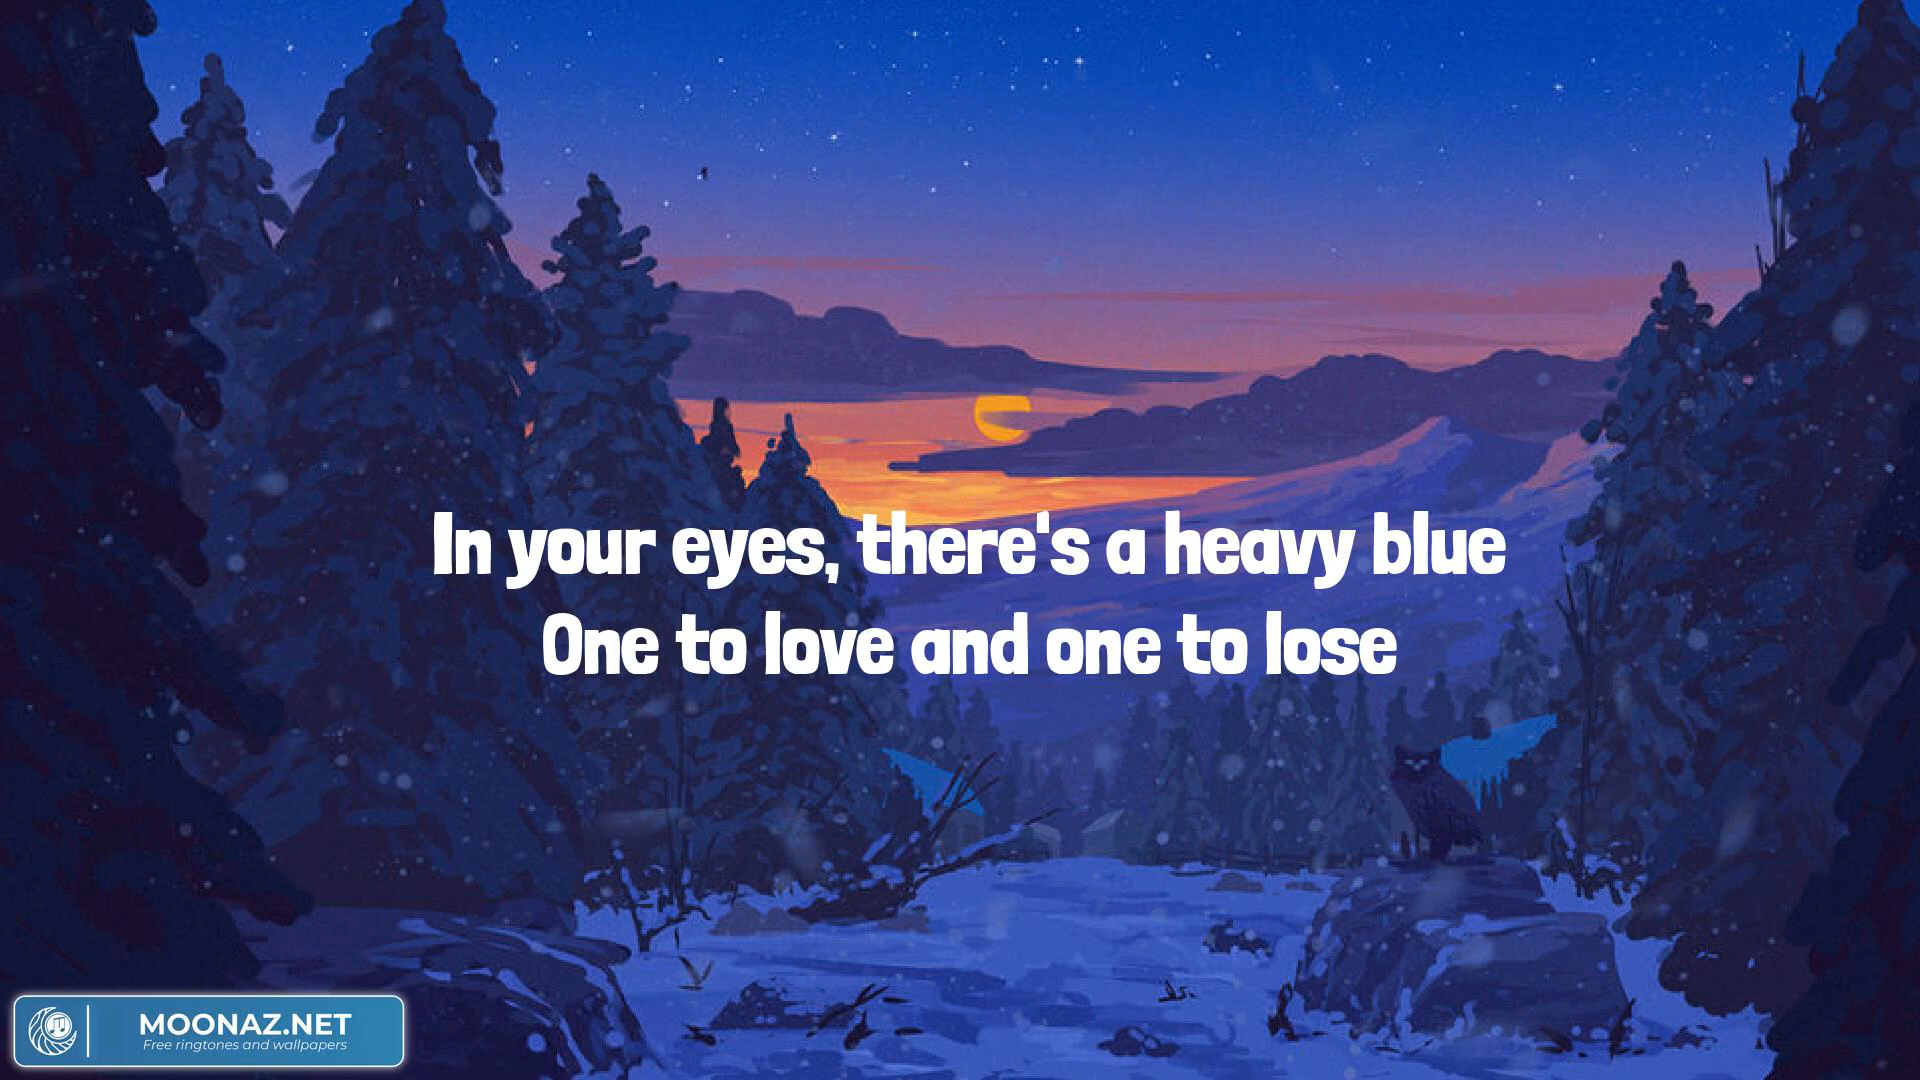 In your eyes, there's a heavy blue
One to love and one to lose
MOONAZ.NET
Free ringtones and wallpapers